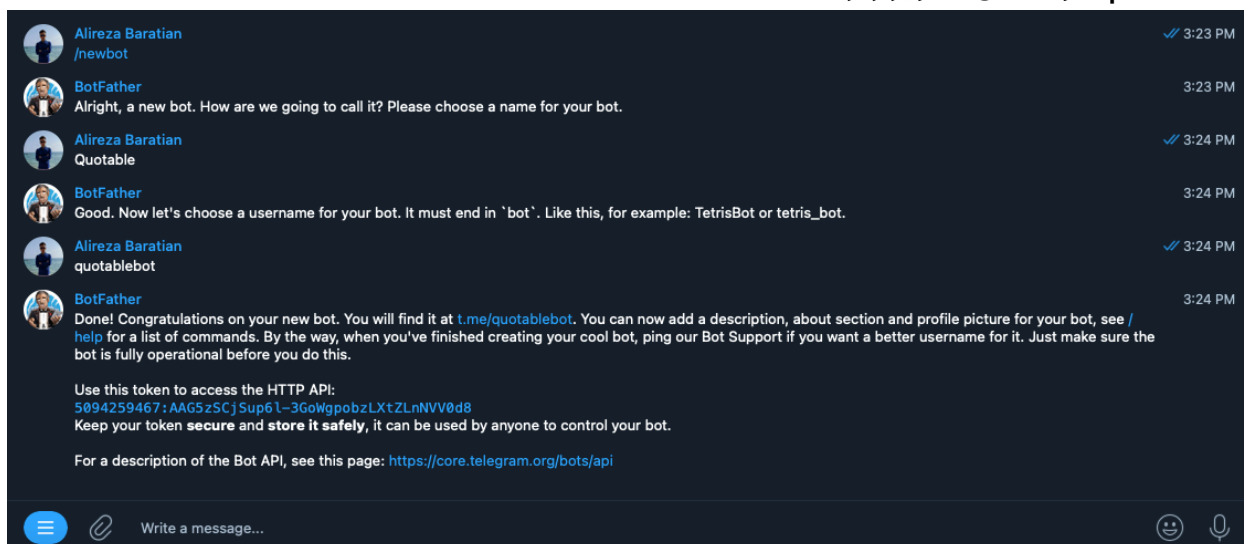 Alireza Baratian
3:23 PM
/newbot
BotFather
3:23 PM
Alright, a new bot. How are we going to call it? Please choose a name for your bot.
Alireza Baratian
3:24 PM
Quotable
BotFather
3:24 PM
Good. Now let's choose a username for your bot. It must end in `bot`. Like this, for example: TetrisBot or tetris_bot.
Alireza Baratian
3:24 PM
quotablebot
BotFather
3:24 PM
Done! Congratulations on your new bot. You will find it at t.me/quotablebot. You can now add a description, about section and profile picture for your bot, see /
help for a list of commands. By the way, when you've finished creating your cool bot, ping our Bot Support if you want a better username for it. Just make sure the
bot is fully operational before you do this.
Use this token to access the HTTP API:
5094259467:AAG5zSCjSup6l-3GoWgpobzLXtZLnNVV0d8
Keep your token secure and store it safely, it can be used by anyone to control your bot.
For a description of the Bot API, see this page: https://core.telegram.org/bots/api
Write a message...